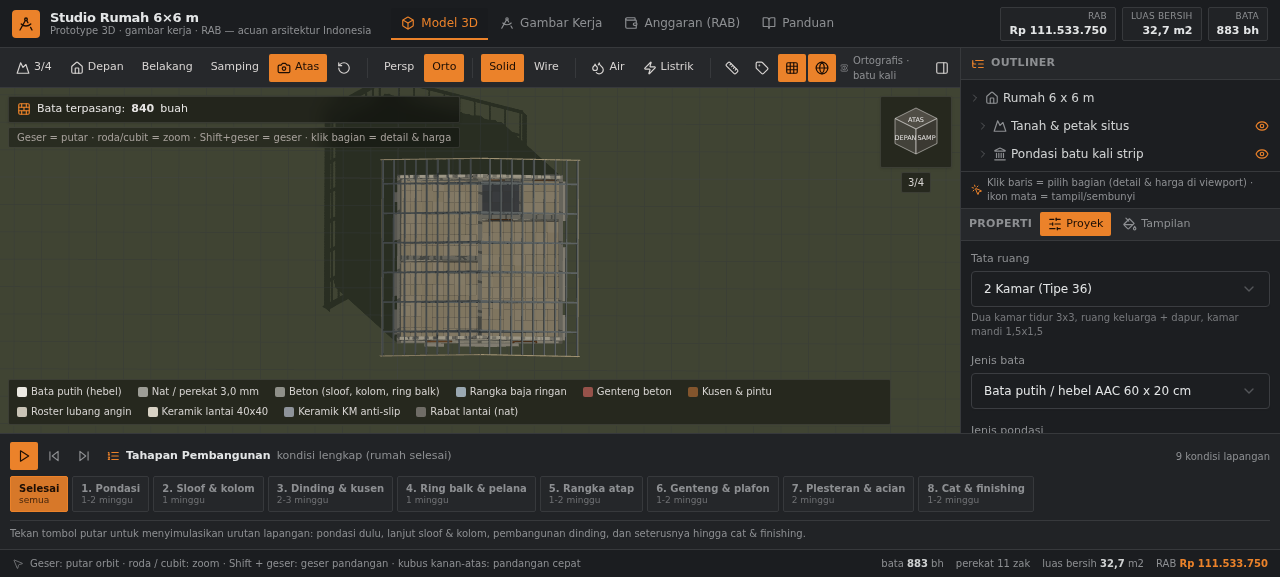 Studio Rumah 6×6 m
Prototype 3D · gambar kerja · RAB — acuan arsitektur Indonesia
Model 3D
Gambar Kerja
Anggaran (RAB)
Panduan
RAB
Rp 111.533.750
LUAS BERSIH
32,7 m2
BATA
883 bh
3/4
Depan
Belakang
Samping
Atas
Persp
Orto
Solid
Wire
Air
Listrik
Ortografis ·
batu kali
Bata terpasang: 840 buah
Geser = putar · roda/cubit = zoom · Shift+geser = geser · klik bagian = detail & harga
ATAS
DEPAN
SAMP
3/4
OUTLINER
Rumah 6 x 6 m
Tanah & petak situs
Pondasi batu kali strip
Klik baris = pilih bagian (detail & harga di viewport) ·
ikon mata = tampil/sembunyi
PROPERTI
Proyek
Tampilan
Tata ruang
2 Kamar (Tipe 36)
Dua kamar tidur 3x3, ruang keluarga + dapur, kamar
mandi 1,5x1,5
Jenis bata
Bata putih / hebel AAC 60 x 20 cm
Jenis pondasi
Bata putih (hebel)
Nat / perekat 3,0 mm
Beton (sloof, kolom, ring balk)
Rangka baja ringan
Genteng beton
Kusen & pintu
Roster lubang angin
Keramik lantai 40x40
Keramik KM anti-slip
Rabat lantai (nat)
Tahapan Pembangunan kondisi lengkap (rumah selesai)
9 kondisi lapangan
Selesai
semua
1. Pondasi
1-2 minggu
2. Sloof & kolom
1 minggu
3. Dinding & kusen
2-3 minggu
4. Ring balk & pelana
1 minggu
5. Rangka atap
1-2 minggu
6. Genteng & plafon
1-2 minggu
7. Plesteran & acian
2 minggu
8. Cat & finishing
1-2 minggu
Tekan tombol putar untuk menyimulasikan urutan lapangan: pondasi dulu, lanjut sloof & kolom, pembangunan dinding, dan seterusnya hingga cat & finishing.
Geser: putar orbit · roda / cubit: zoom · Shift + geser: geser pandangan · kubus kanan-atas: pandangan cepat
bata 883 bh
perekat 11 zak
luas bersih 32,7 m2
RAB Rp 111.533.750